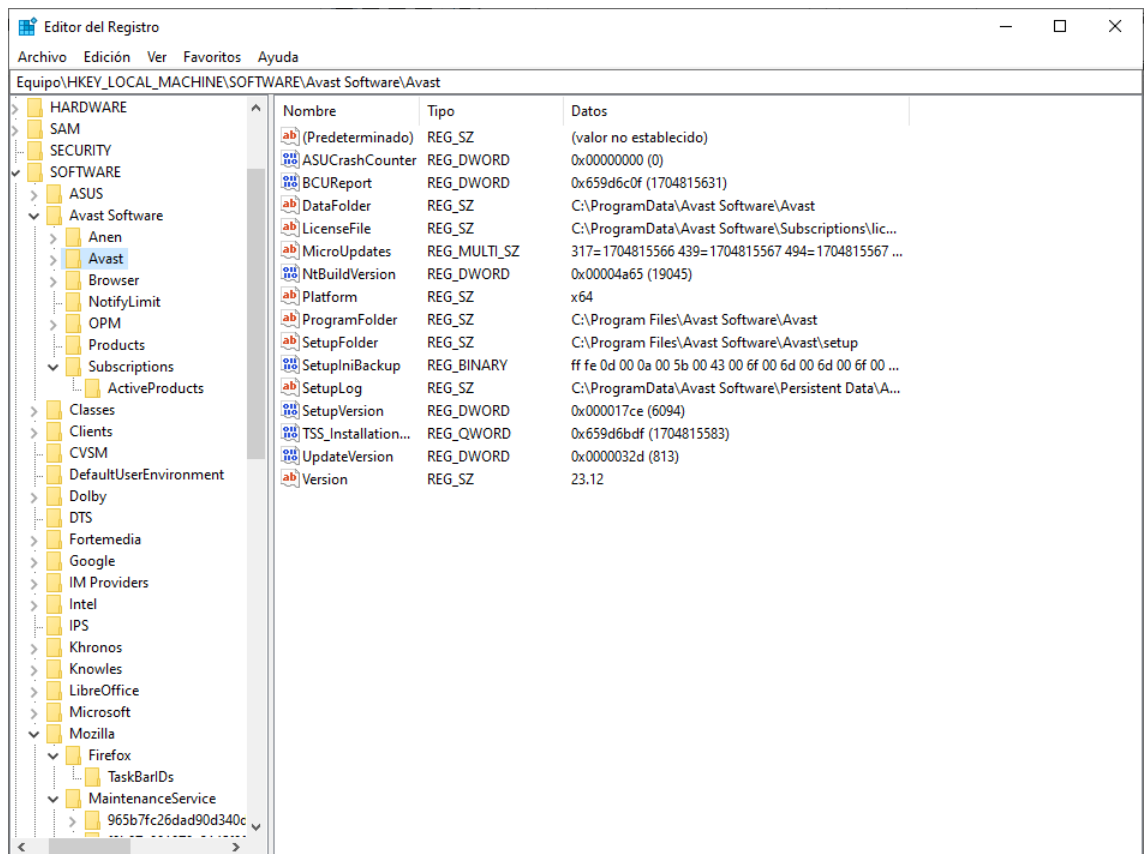 Editor del Registro
Archivo Edición Ver Favoritos Ayuda
Equipo\HKEY_LOCAL_MACHINE\SOFTWARE\Avast Software\Avast
HARDWARE
SAM
SECURITY
SOFTWARE
ASUS
Avast Software
Anen
Avast
Browser
NotifyLimit
OPM
Products
Subscriptions
ActiveProducts
Classes
Clients
CVSM
DefaultUserEnvironment
Dolby
DTS
Fortemedia
Google
IM Providers
Intel
IPS
Khronos
Knowles
LibreOffice
Microsoft
Mozilla
Firefox
TaskBarIDs
MaintenanceService
965b7fc26dad90d340c
Nombre Tipo Datos
(Predeterminado) REG_SZ (valor no establecido)
ASUCrashCounter REG_DWORD 0x00000000 (0)
BCUReport REG_DWORD 0x659d6c0f (1704815631)
DataFolder REG_SZ C:\ProgramData\Avast Software\Avast
LicenseFile REG_SZ C:\ProgramData\Avast Software\Subscriptions\lic...
MicroUpdates REG_MULTI_SZ 317=1704815566 439=1704815567 494=1704815567 ...
NtBuildVersion REG_DWORD 0x00004a65 (19045)
Platform REG_SZ x64
ProgramFolder REG_SZ C:\Program Files\Avast Software\Avast
SetupFolder REG_SZ C:\Program Files\Avast Software\Avast\setup
SetupIniBackup REG_BINARY ff fe 0d 00 0a 00 5b 00 43 00 6f 00 6d 00 6d 00 6f 00 ...
SetupLog REG_SZ C:\ProgramData\Avast Software\Persistent Data\A...
SetupVersion REG_DWORD 0x000017ce (6094)
TSS_Installation... REG_QWORD 0x659d6bdf (1704815583)
UpdateVersion REG_DWORD 0x0000032d (813)
Version REG_SZ 23.12